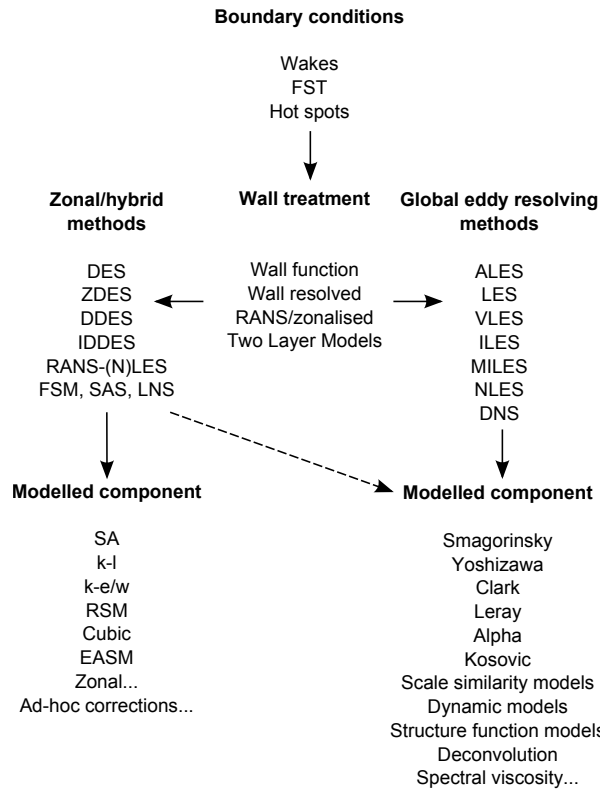 Boundary conditions
Wakes
FST
Hot spots
Zonal/hybrid
methods
DES
ZDES
DDES
IDDES
RANS-(N)LES
FSM, SAS, LNS
Wall treatment
Wall function
Wall resolved
RANS/zonalised
Two Layer Models
Global eddy resolving
methods
ALES
LES
VLES
ILES
MILES
NLES
DNS
Modelled component
SA
k-l
k-e/w
RSM
Cubic
EASM
Zonal...
Ad-hoc corrections...
Modelled component
Smagorinsky
Yoshizawa
Clark
Leray
Alpha
Kosovic
Scale similarity models
Dynamic models
Structure function models
Deconvolution
Spectral viscosity...